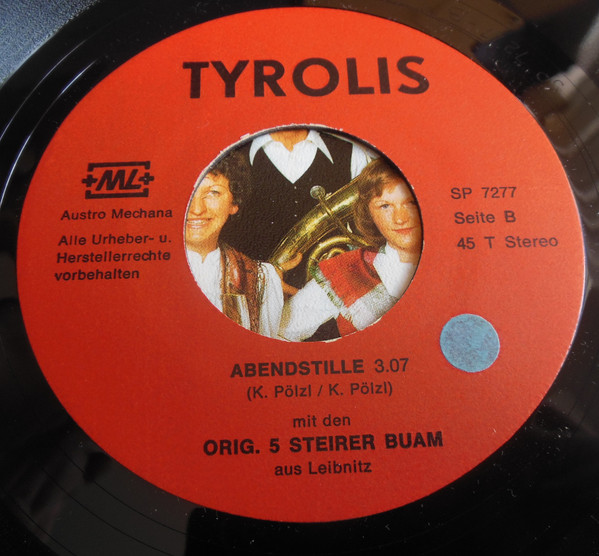 TYROLIS
ML
Austro Mechana
Alle Urheber- u.
Herstellerrechte
vorbehalten
SP 7277
Seite B
45 T Stereo
ABENDSTILLE 3.07
(K. Pölzl / K. Pölzl)
mit den
ORIG. 5 STEIRER BUAM
aus Leibnitz